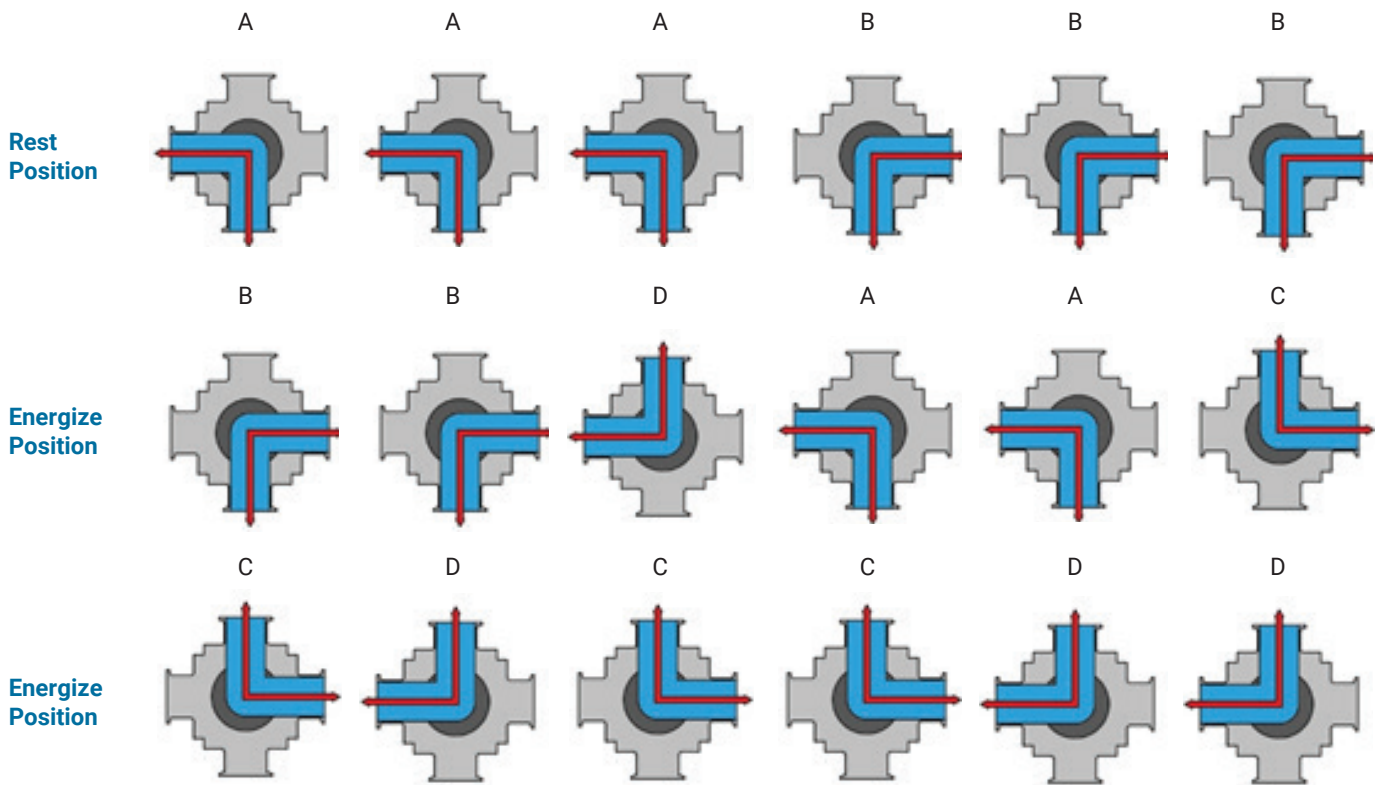 A A A B B B
Rest
Position
B B D A A C
Energize
Position
C D C C D D
Energize
Position